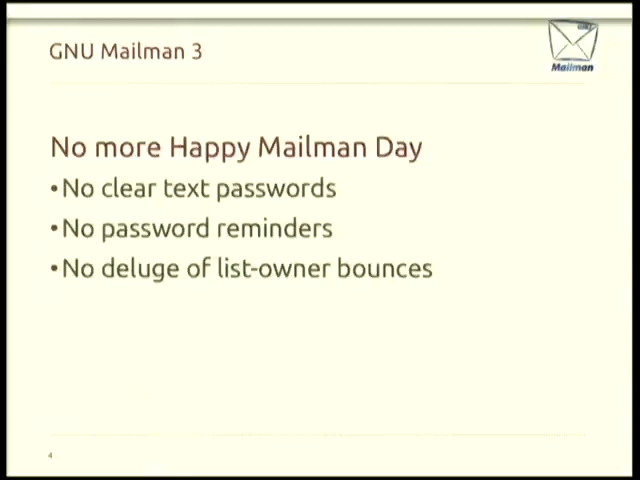 GNU Mailman 3
Mailman
No more Happy Mailman Day
•No clear text passwords
•No password reminders
•No deluge of list-owner bounces
4